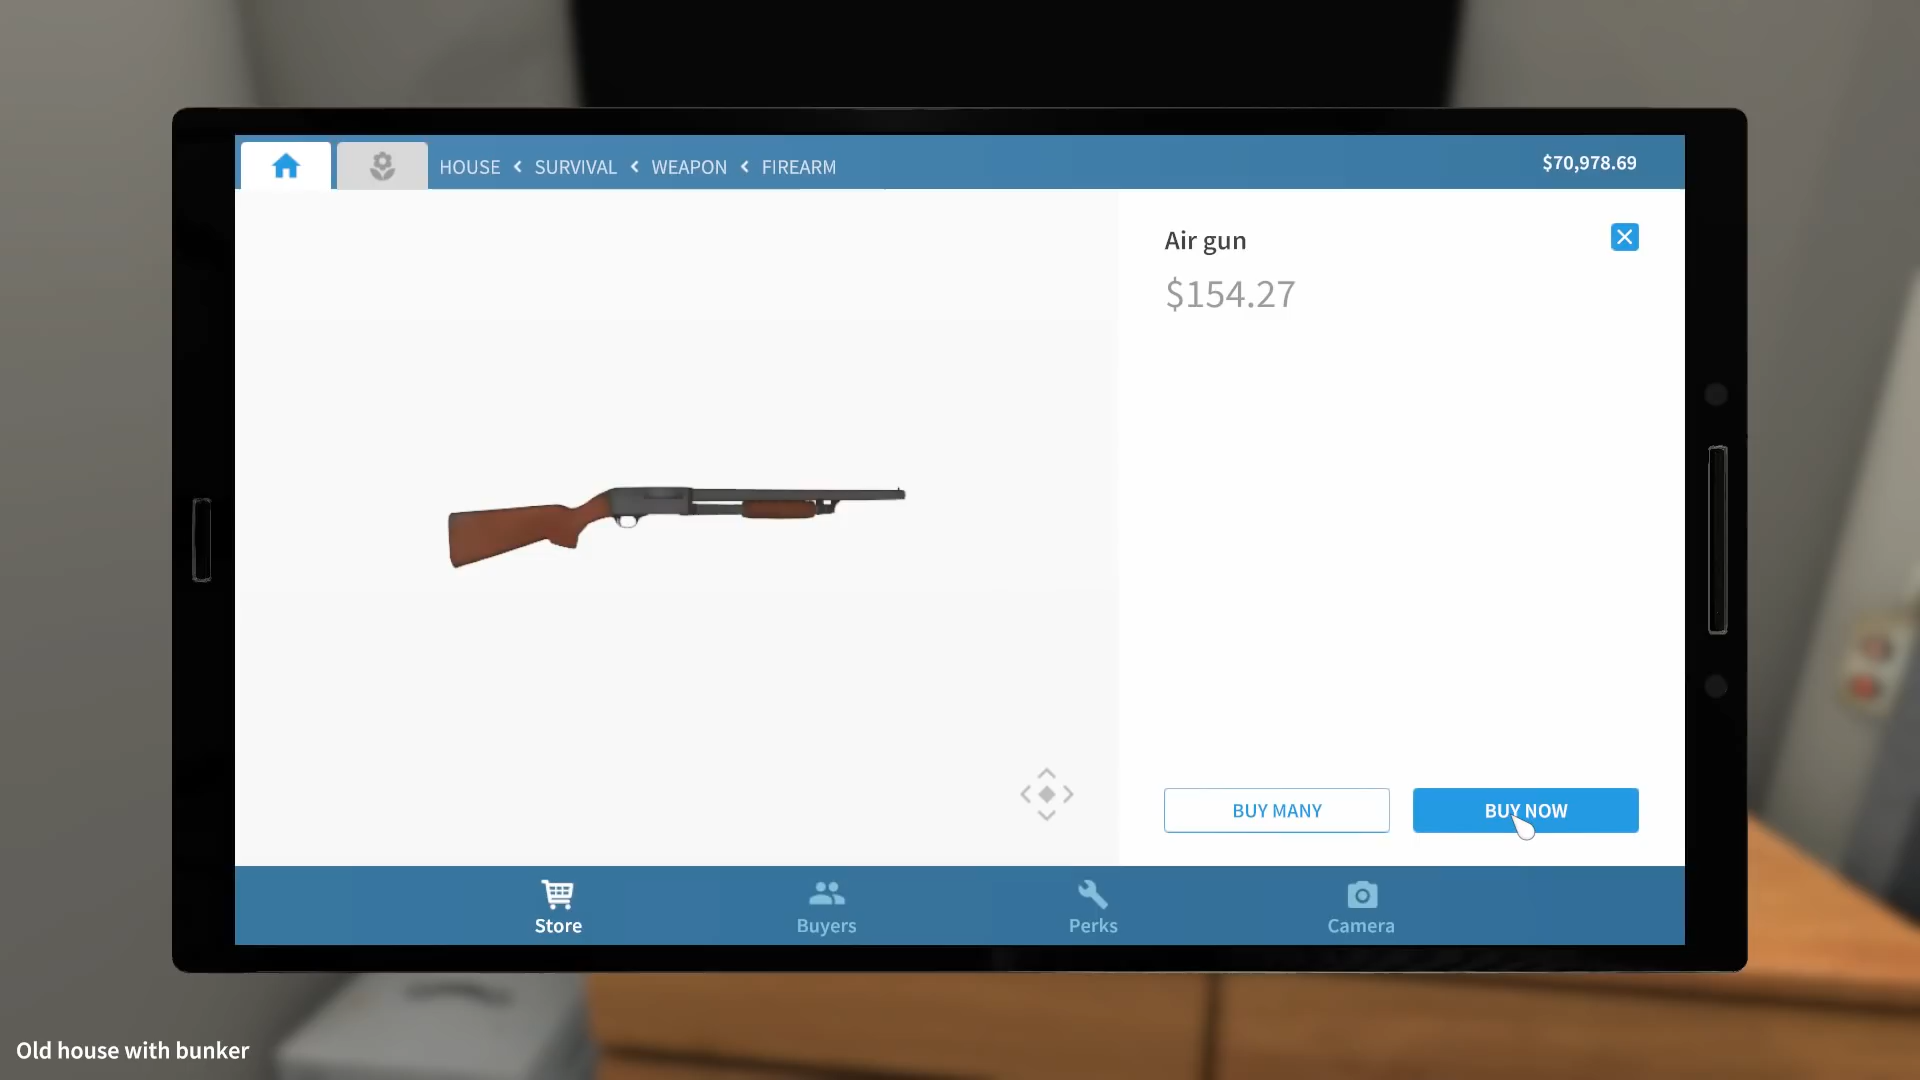 HOUSE < SURVIVAL < WEAPON < FIREARM
$70,978.69
Air gun
$154.27
BUY MANY
BUY NOW
Store
Buyers
Perks
Camera
Old house with bunker